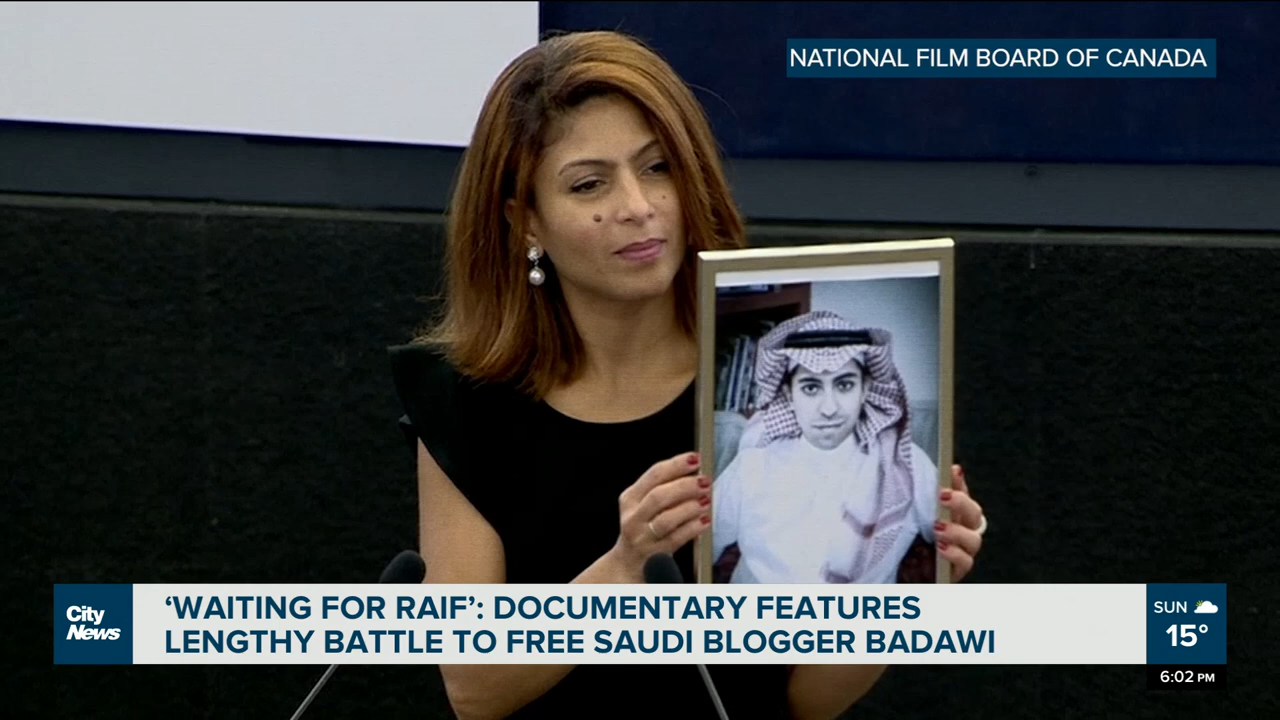 NATIONAL FILM BOARD OF CANADA
City
News
‘WAITING FOR RAIF’: DOCUMENTARY FEATURES
LENGTHY BATTLE TO FREE SAUDI BLOGGER BADAWI
SUN
15°
6:02 PM